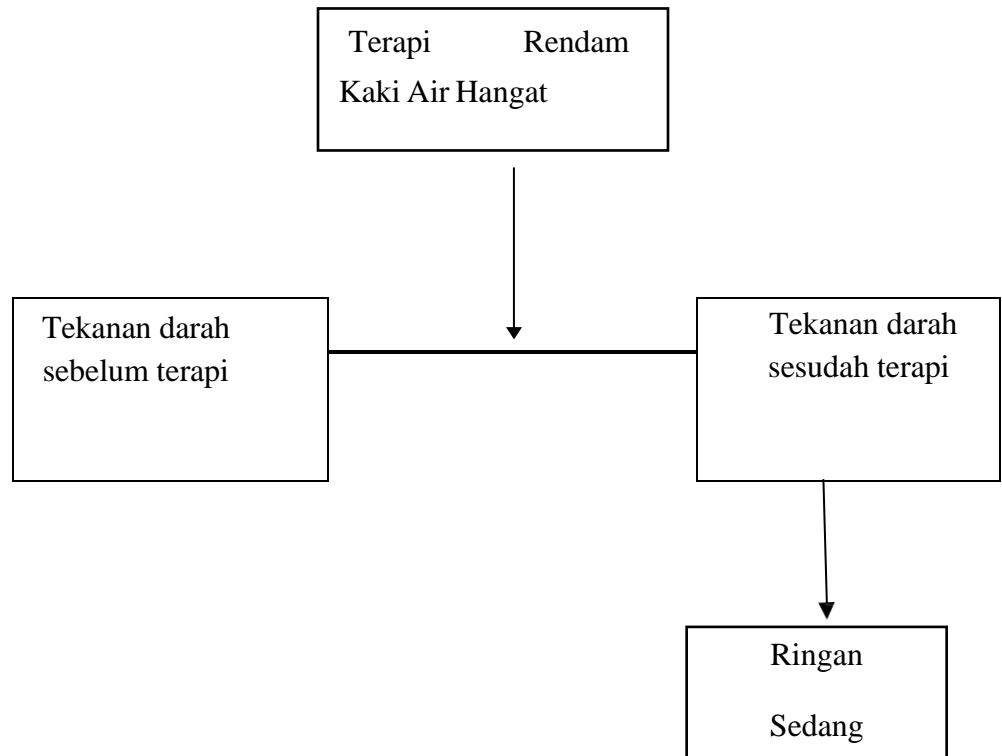 Terapi Rendam
Kaki Air Hangat
Tekanan darah
sebelum terapi
Tekanan darah
sesudah terapi
Ringan
Sedang